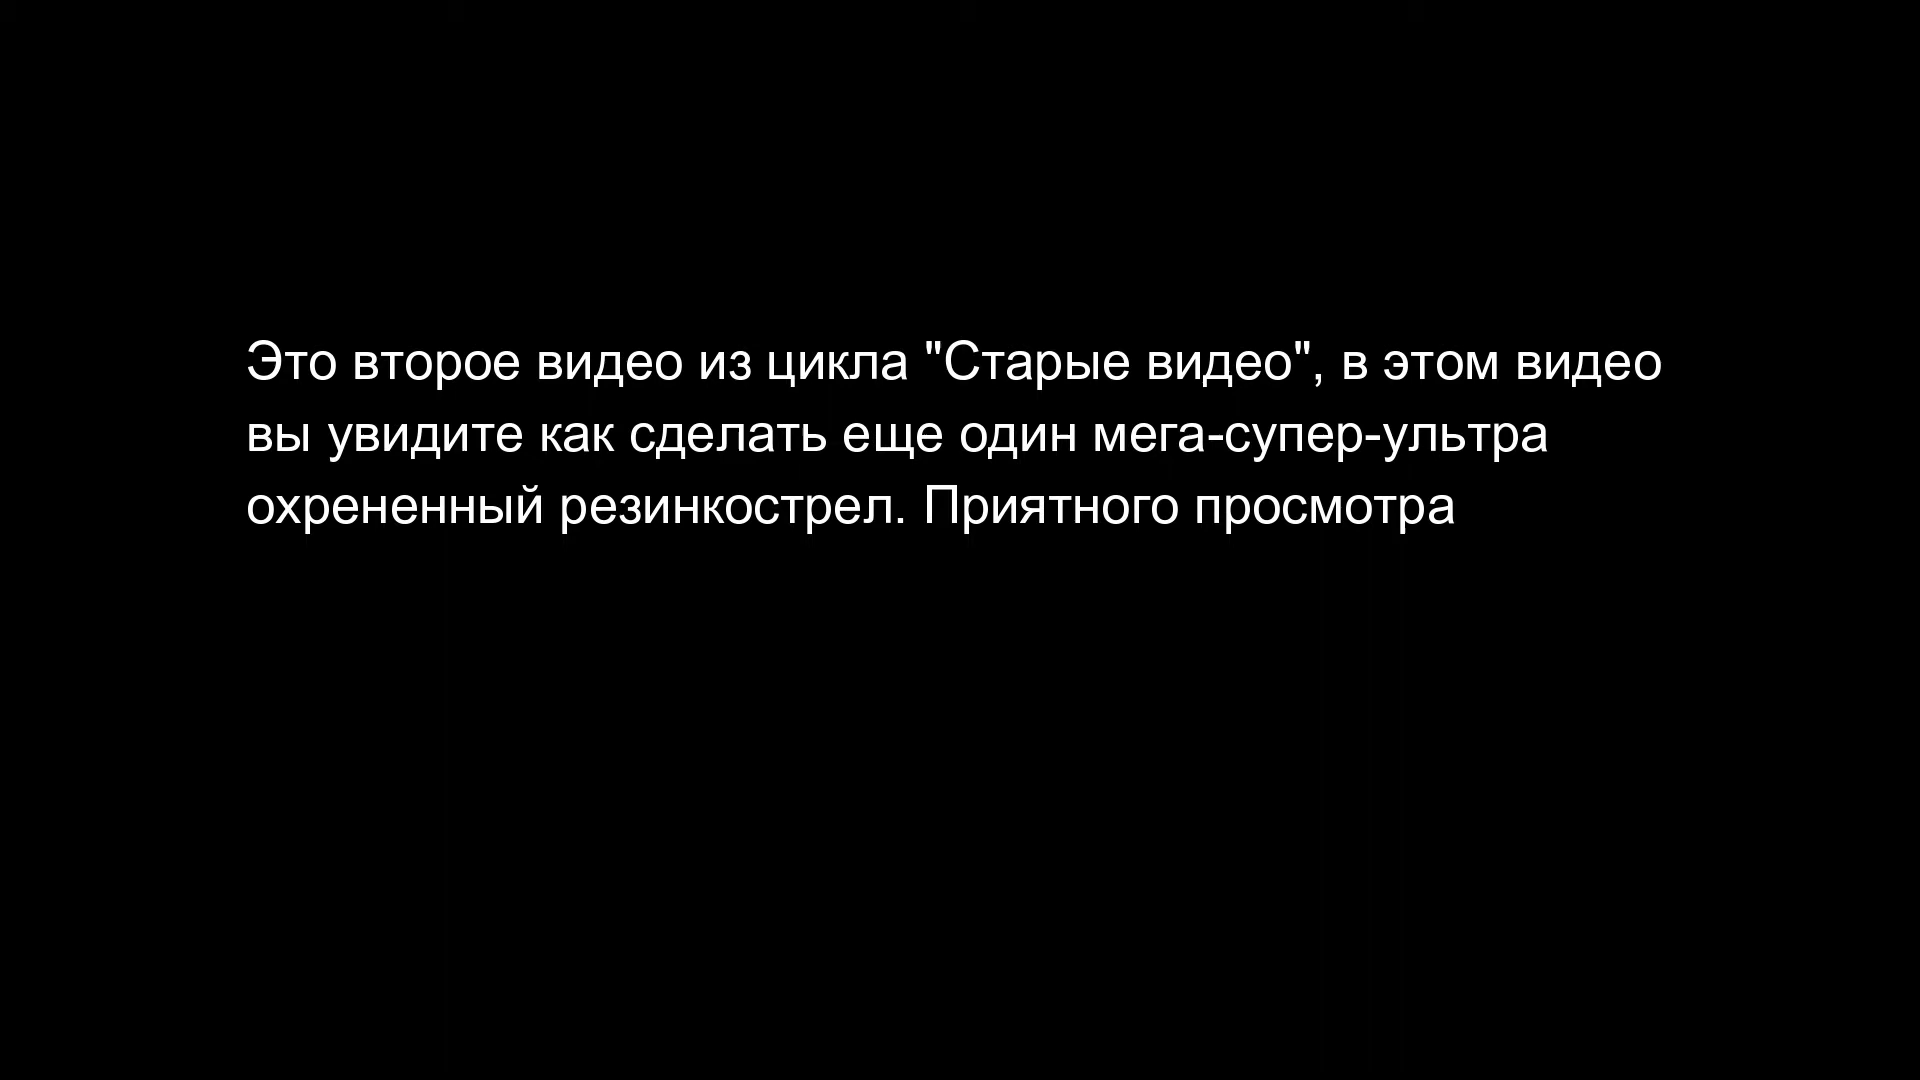 Это второе видео из цикла "Старые видео", в этом видео
вы увидите как сделать еще один мега-супер-ультра
охрененный резинкострел. Приятного просмотра